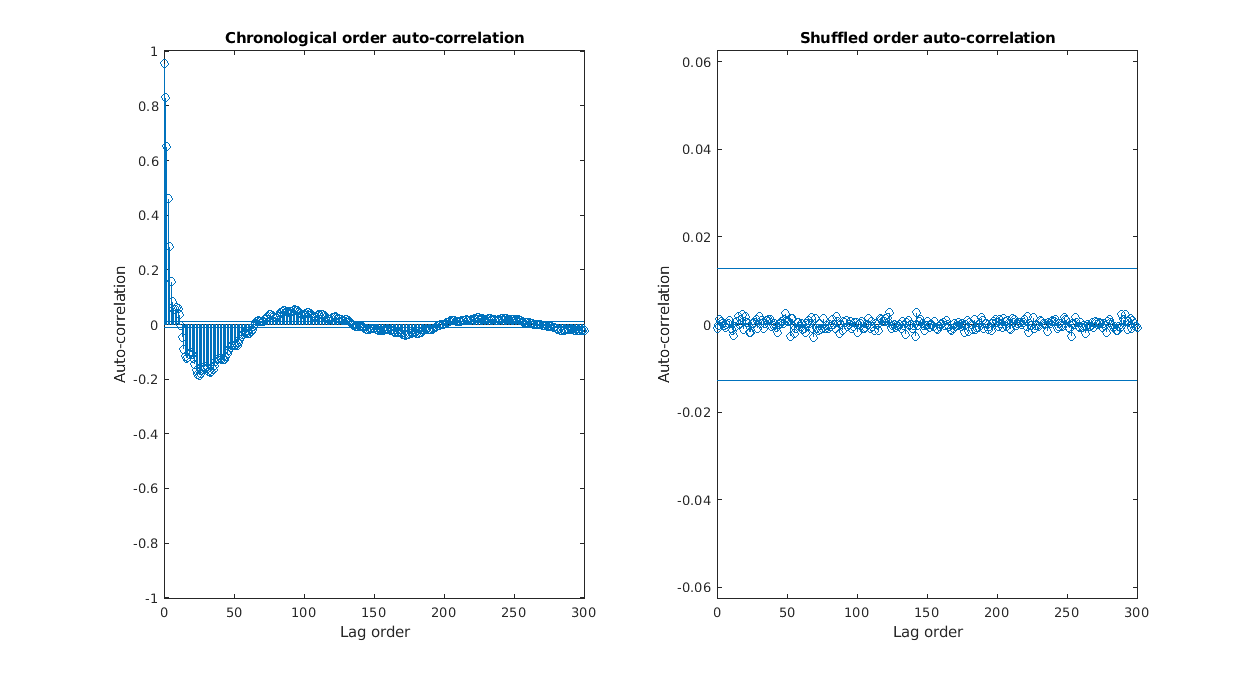 Chronological order auto-correlation
Auto-correlation
1
0.8
0.6
0.4
0.2
0
-0.2
-0.4
-0.6
-0.8
-1
0 50 100 150 200 250 300
Lag order
Shuffled order auto-correlation
Auto-correlation
0.06
0.04
0.02
0
-0.02
-0.04
-0.06
0 50 100 150 200 250 300
Lag order